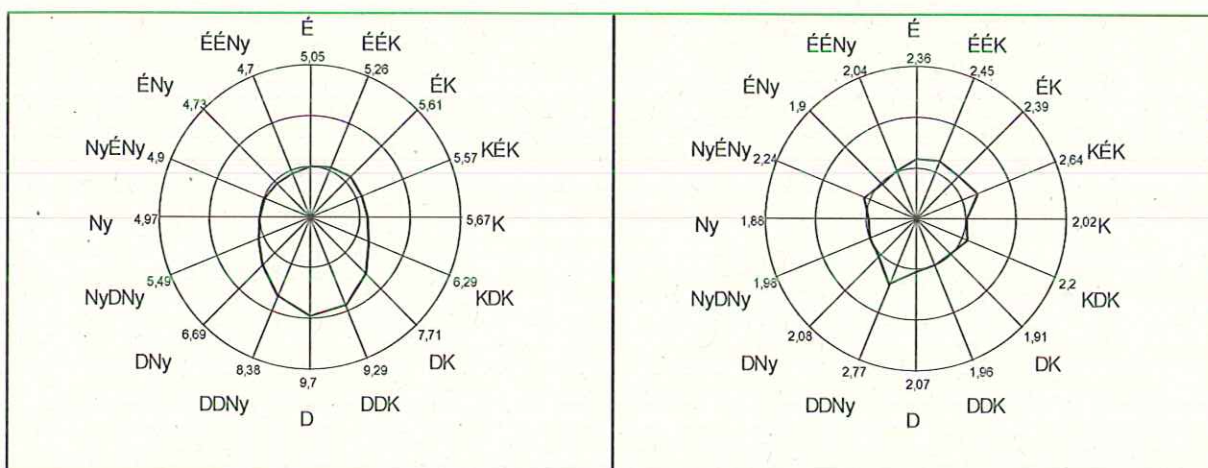 É
5,05
ÉÉNy
4,7
ÉÉK
5,26
ÉNy
4,73
ÉK
5,61
NyÉNy
4,9
KÉK
5,57
Ny
4,97
K
5,67
NyDNy
5,49
KDK
6,29
DNy
6,69
DK
7,71
DDNy
8,38
DDK
9,29
D
9,7
É
2,36
ÉÉNy
2,04
ÉÉK
2,45
ÉNy
1,9
ÉK
2,39
NyÉNy
2,24
KÉK
2,64
Ny
1,88
K
2,02
NyDNy
1,98
KDK
2,2
DNy
2,08
DK
1,91
DDNy
2,77
DDK
1,96
D
2,07